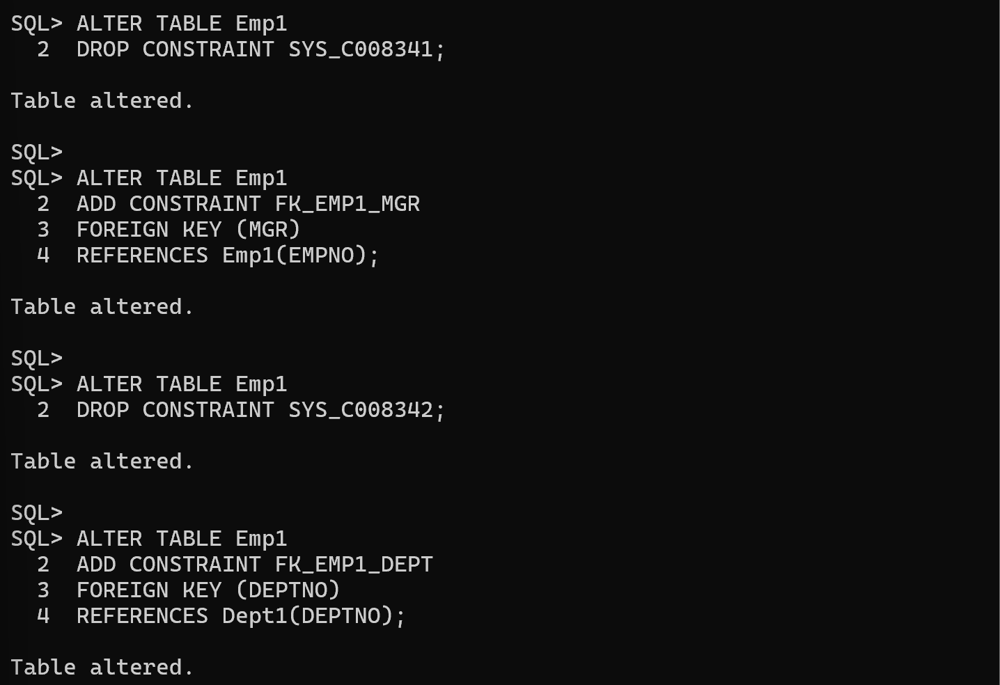 SQL> ALTER TABLE Emp1
  2  DROP CONSTRAINT SYS_C008341;
Table altered.
SQL>
SQL> ALTER TABLE Emp1
  2  ADD CONSTRAINT FK_EMP1_MGR
  3  FOREIGN KEY (MGR)
  4  REFERENCES Emp1(EMPNO);
Table altered.
SQL>
SQL> ALTER TABLE Emp1
  2  DROP CONSTRAINT SYS_C008342;
Table altered.
SQL>
SQL> ALTER TABLE Emp1
  2  ADD CONSTRAINT FK_EMP1_DEPT
  3  FOREIGN KEY (DEPTNO)
  4  REFERENCES Dept1(DEPTNO);
Table altered.